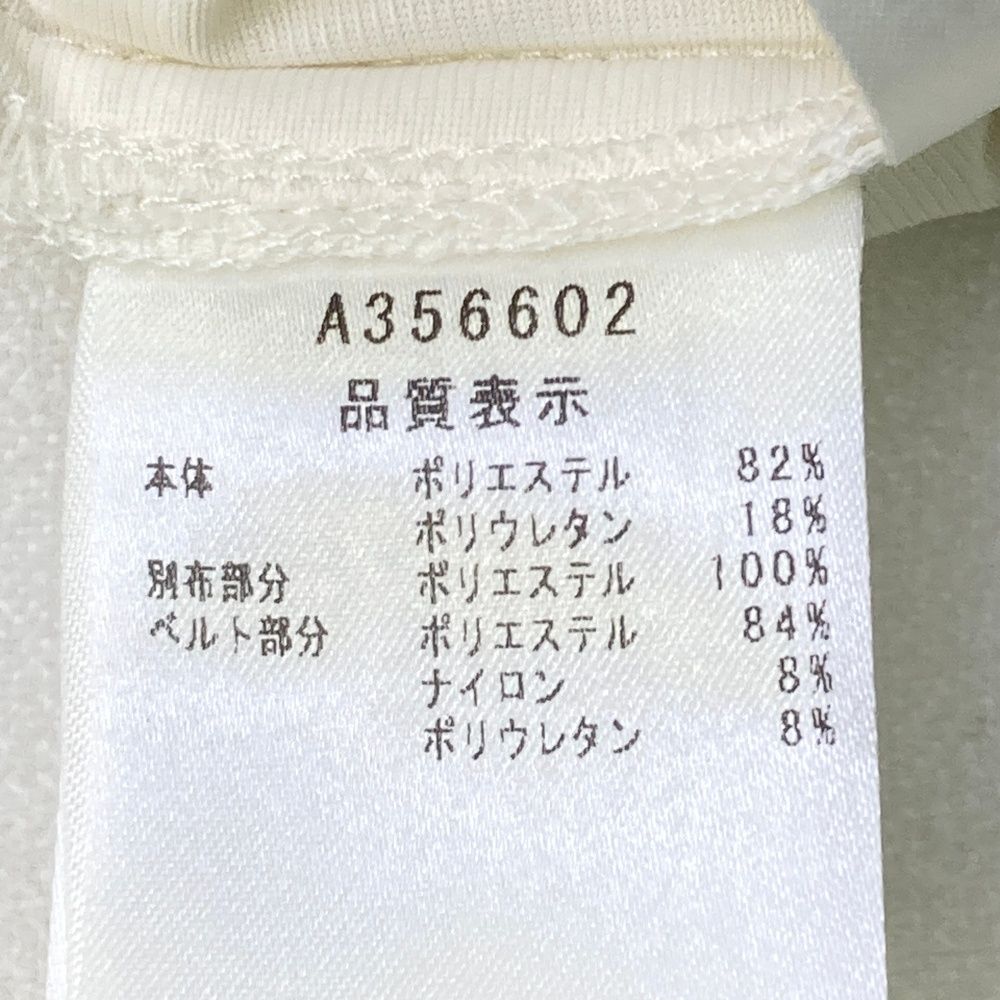 A356602
品質表示
本体 ポリエステル 82%
ポリウレタン 18%
別布部分 ポリエステル 100%
ベルト部分 ポリエステル 84%
ナイロン 8%
ポリウレタン 8%